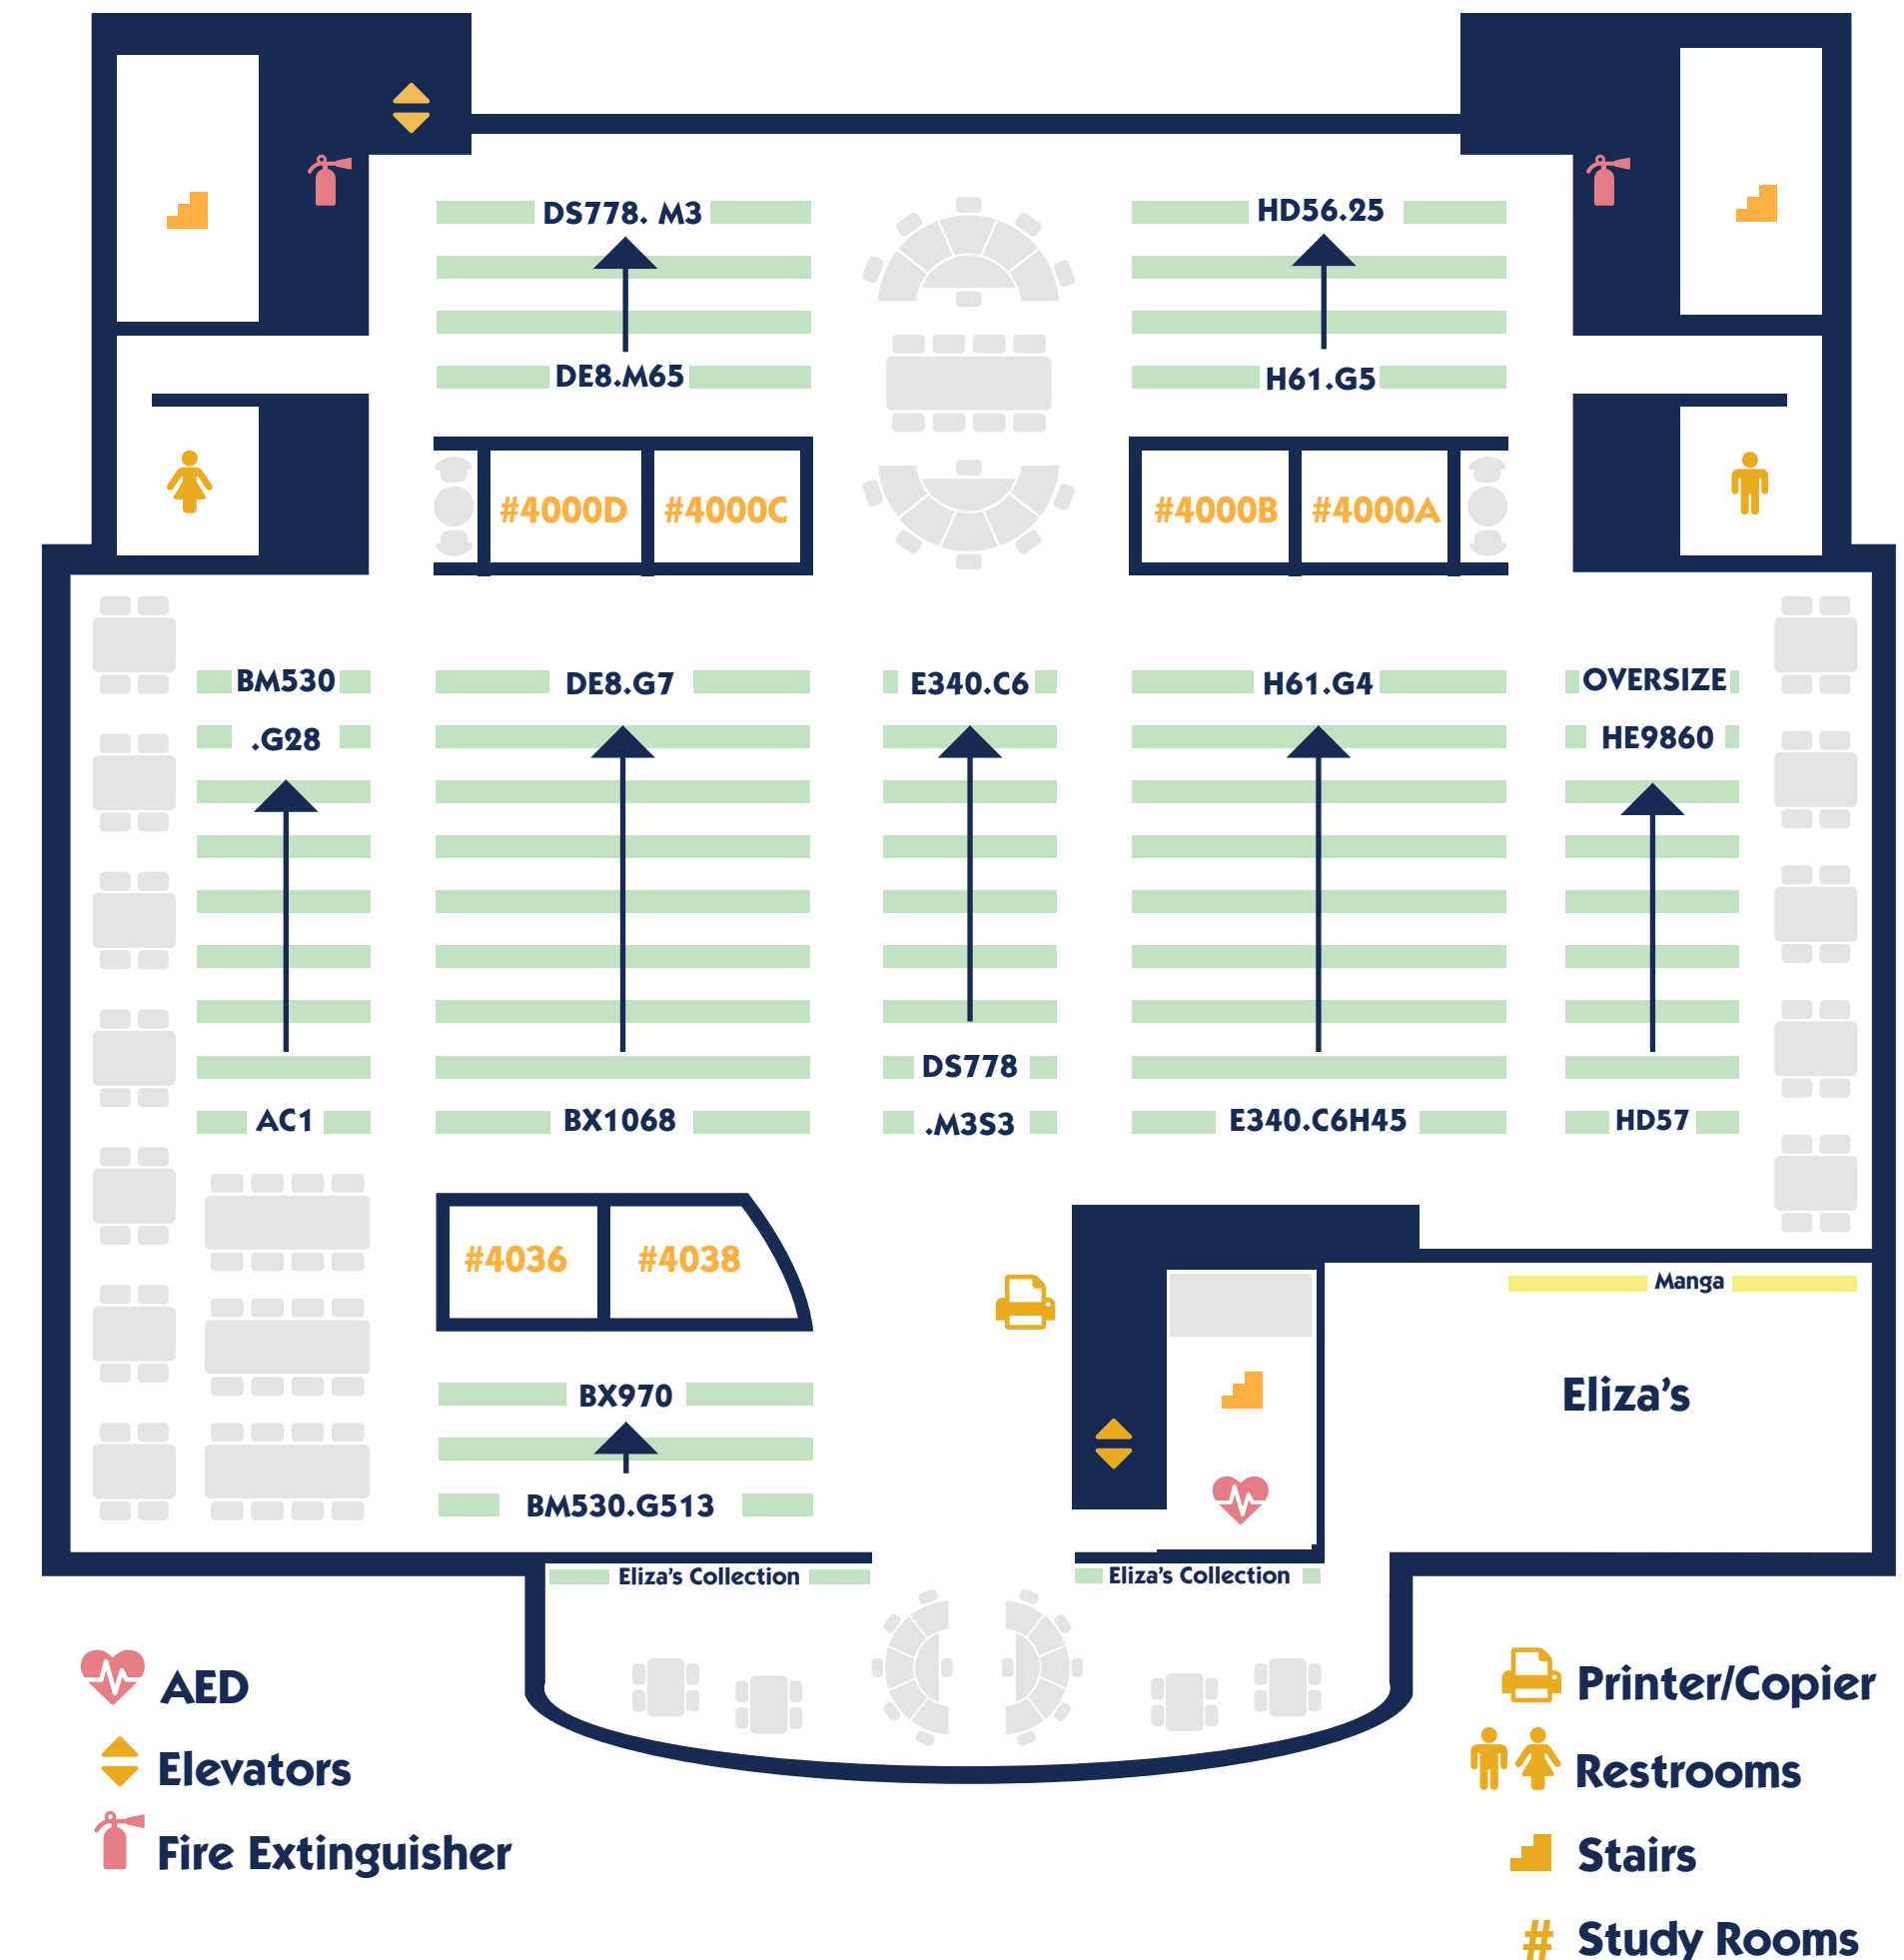 DS778. M3
HD56.25
DE8.M65
H61.G5
#4000D
#4000C
#4000B
#4000A
BM530
.G28
DE8.G7
E340.C6
H61.G4
OVERSIZE
HE9860
AC1
BX1068
DS778
.M3S3
E340.C6H45
HD57
#4036
#4038
Manga
BX970
Eliza's
BM530.G513
Eliza's Collection
Eliza's Collection
AED
Elevators
Fire Extinguisher
Printer/Copier
Restrooms
Stairs
# Study Rooms